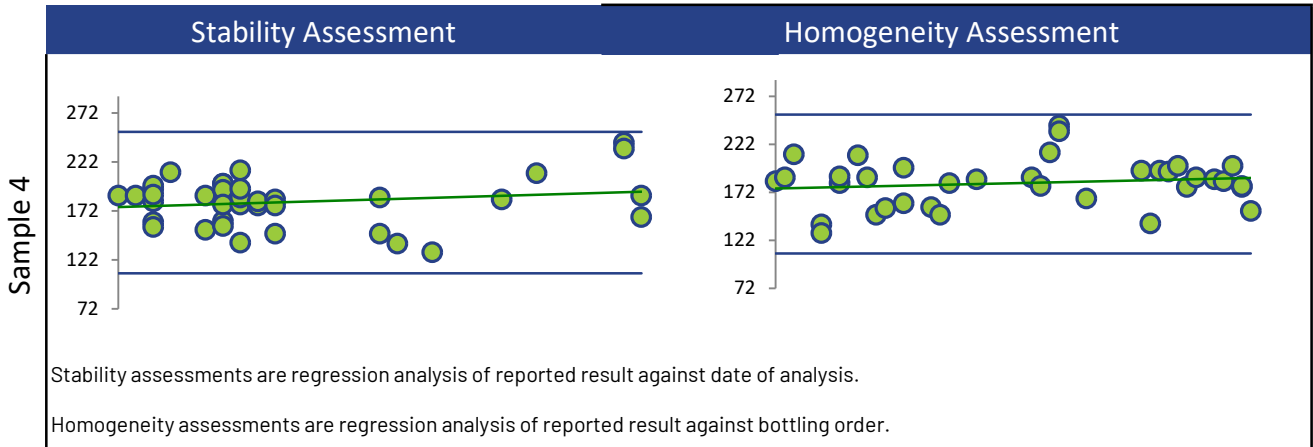 Stability Assessment
Homogeneity Assessment
Sample 4
272
222
172
122
72
272
222
172
122
72
Stability assessments are regression analysis of reported result against date of analysis.
Homogeneity assessments are regression analysis of reported result against bottling order.